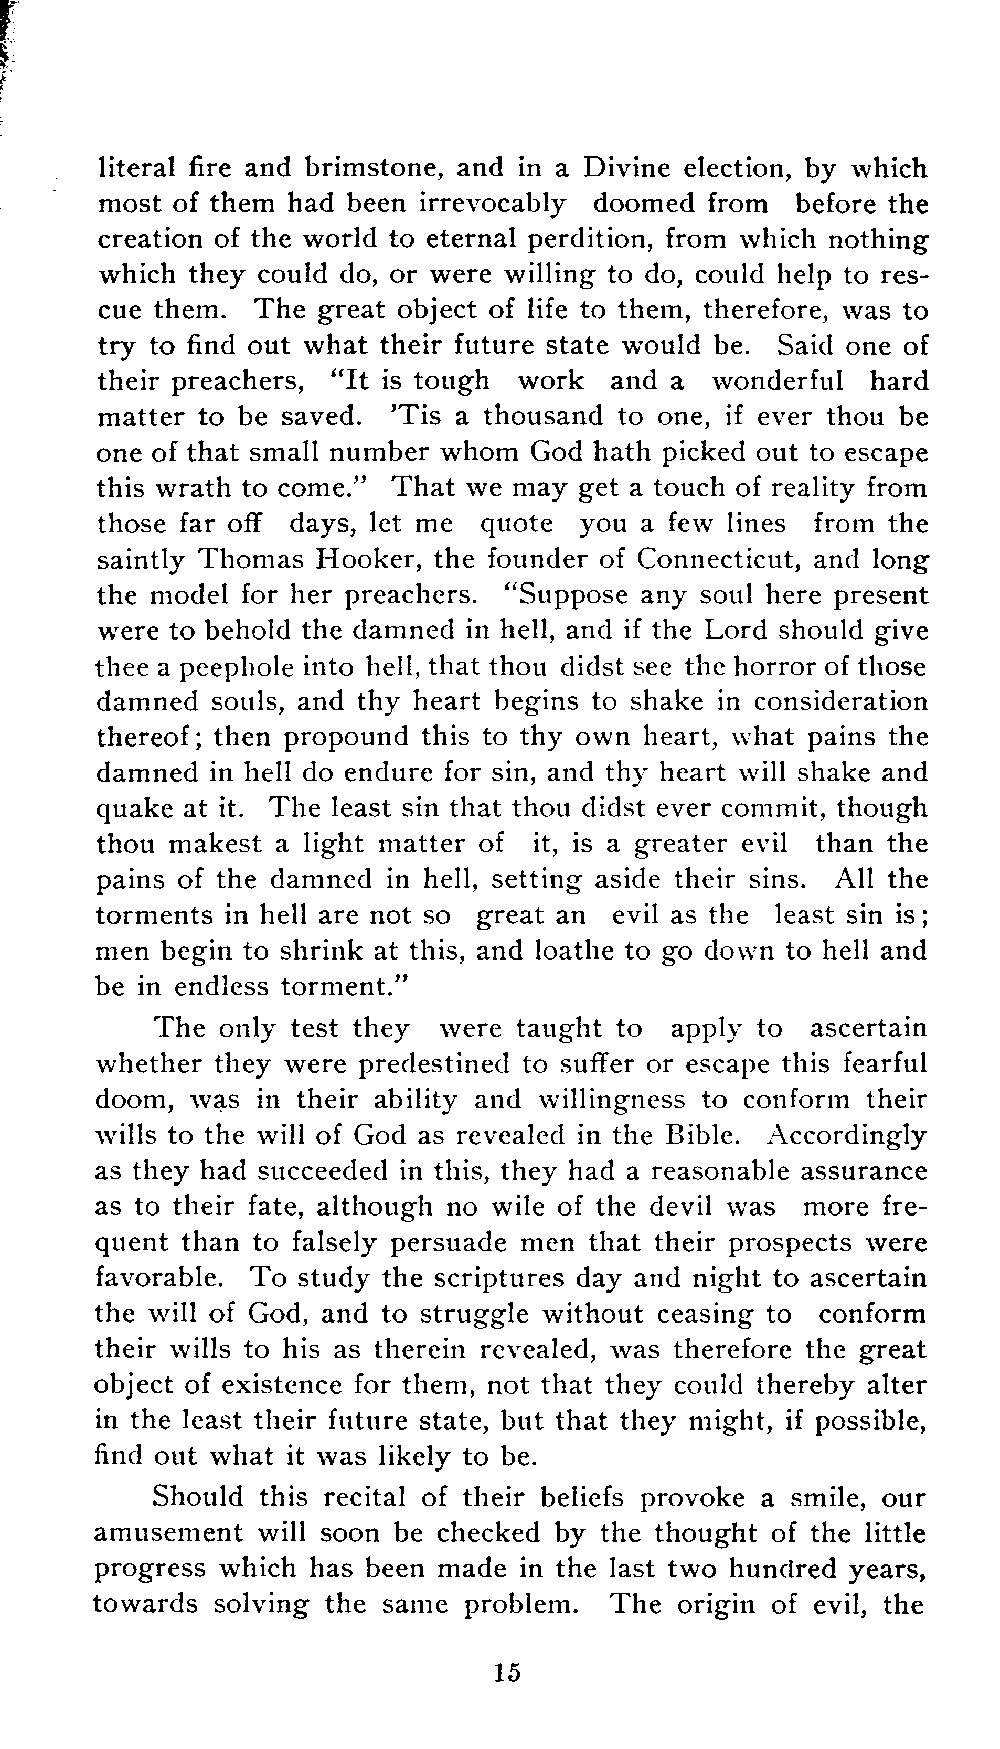 literal fire and brimstone, and in a Divine election, by which
most of them had been irrevocably doomed from before the
creation of the world to eternal perdition, from which nothing
which they could do, or were willing to do, could help to res-
cue them. The great object of life to them, therefore, was to
try to find out what their future state would be. Said one of
their preachers, “It is tough work and a wonderful hard
matter to be saved. ’Tis a thousand to one, if ever thou be
one of that small number whom God hath picked out to escape
this wrath to come.” That we may get a touch of reality from
those far off days, let me quote you a few lines from the
saintly Thomas Hooker, the founder of Connecticut, and long
the model for her preachers. “Suppose any soul here present
were to behold the damned in hell, and if the Lord should give
thee a peephole into hell, that thou didst see the horror of those
damned souls, and thy heart begins to shake in consideration
thereof; then propound this to thy own heart, what pains the
damned in hell do endure for sin, and thy heart will shake and
quake at it. The least sin that thou didst ever commit, though
thou makest a light matter of it, is a greater evil than the
pains of the damned in hell, setting aside their sins. All the
torments in hell are not so great an evil as the least sin is;
men begin to shrink at this, and loathe to go down to hell and
be in endless torment.”
The only test they were taught to apply to ascertain
whether they were predestined to suffer or escape this fearful
doom, was in their ability and willingness to conform their
wills to the will of God as revealed in the Bible. Accordingly
as they had succeeded in this, they had a reasonable assurance
as to their fate, although no wile of the devil was more fre-
quent than to falsely persuade men that their prospects were
favorable. To study the scriptures day and night to ascertain
the will of God, and to struggle without ceasing to conform
their wills to his as therein revealed, was therefore the great
object of existence for them, not that they could thereby alter
in the least their future state, but that they might, if possible,
find out what it was likely to be.
Should this recital of their beliefs provoke a smile, our
amusement will soon be checked by the thought of the little
progress which has been made in the last two hundred years,
towards solving the same problem. The origin of evil, the
15